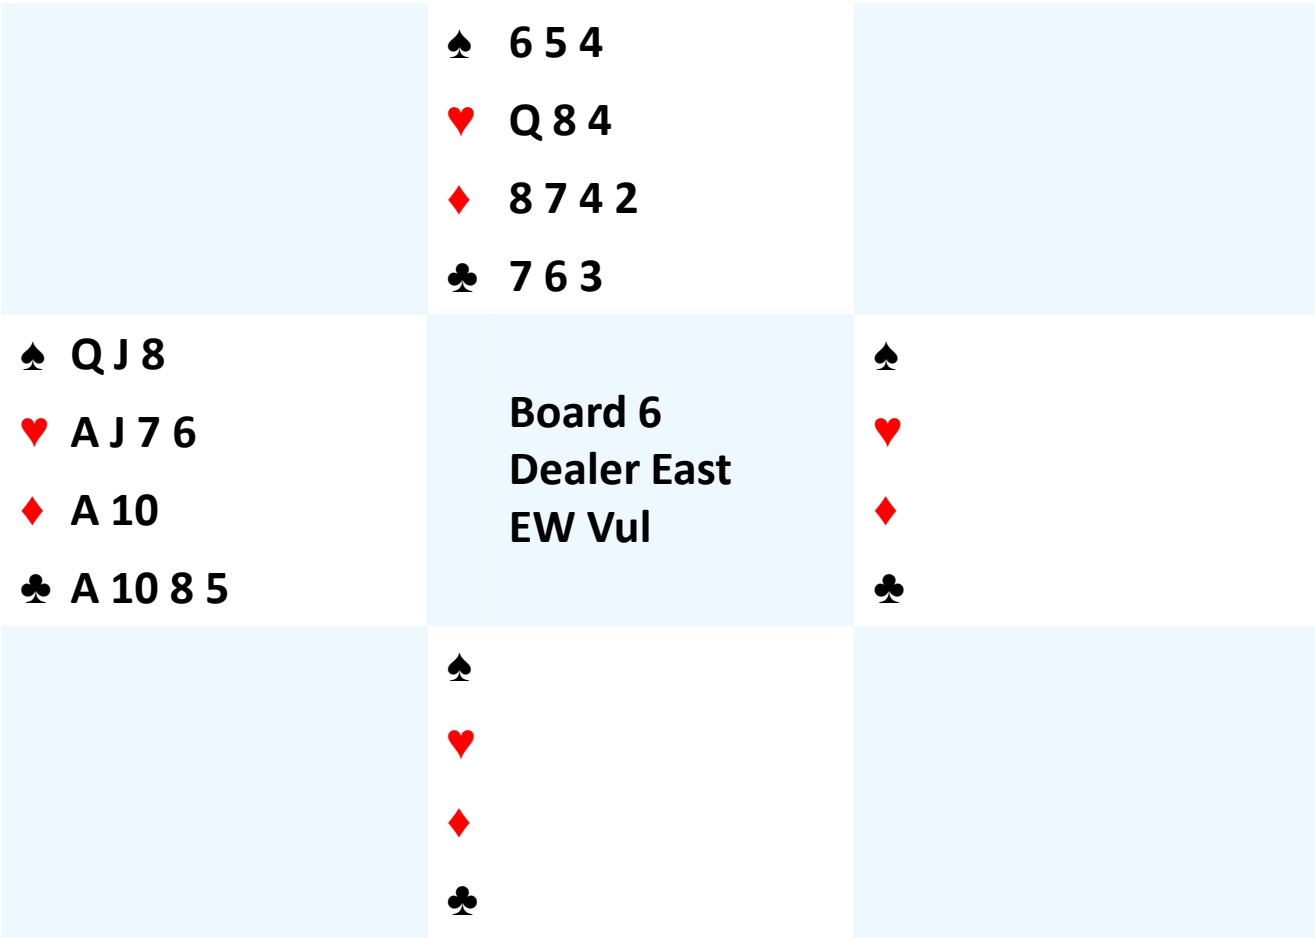 ♠ 6 5 4
♥ Q 8 4
♦ 8 7 4 2
♣ 7 6 3
♠ Q J 8
♥ A J 7 6
♦ A 10
♣ A 10 8 5
Board 6
Dealer East
EW Vul
♠
♥
♦
♣
♠
♥
♦
♣